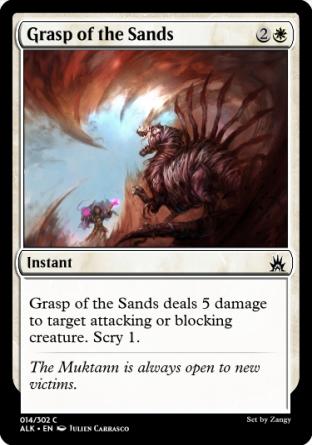 Grasp of the Sands 2
Instant
Grasp of the Sands deals 5 damage
to target attacking or blocking
creature. Scry 1.
The Muktann is always open to new
victims.
014/302 C
ALK • EN Julien Carrasco
Set by Zangy